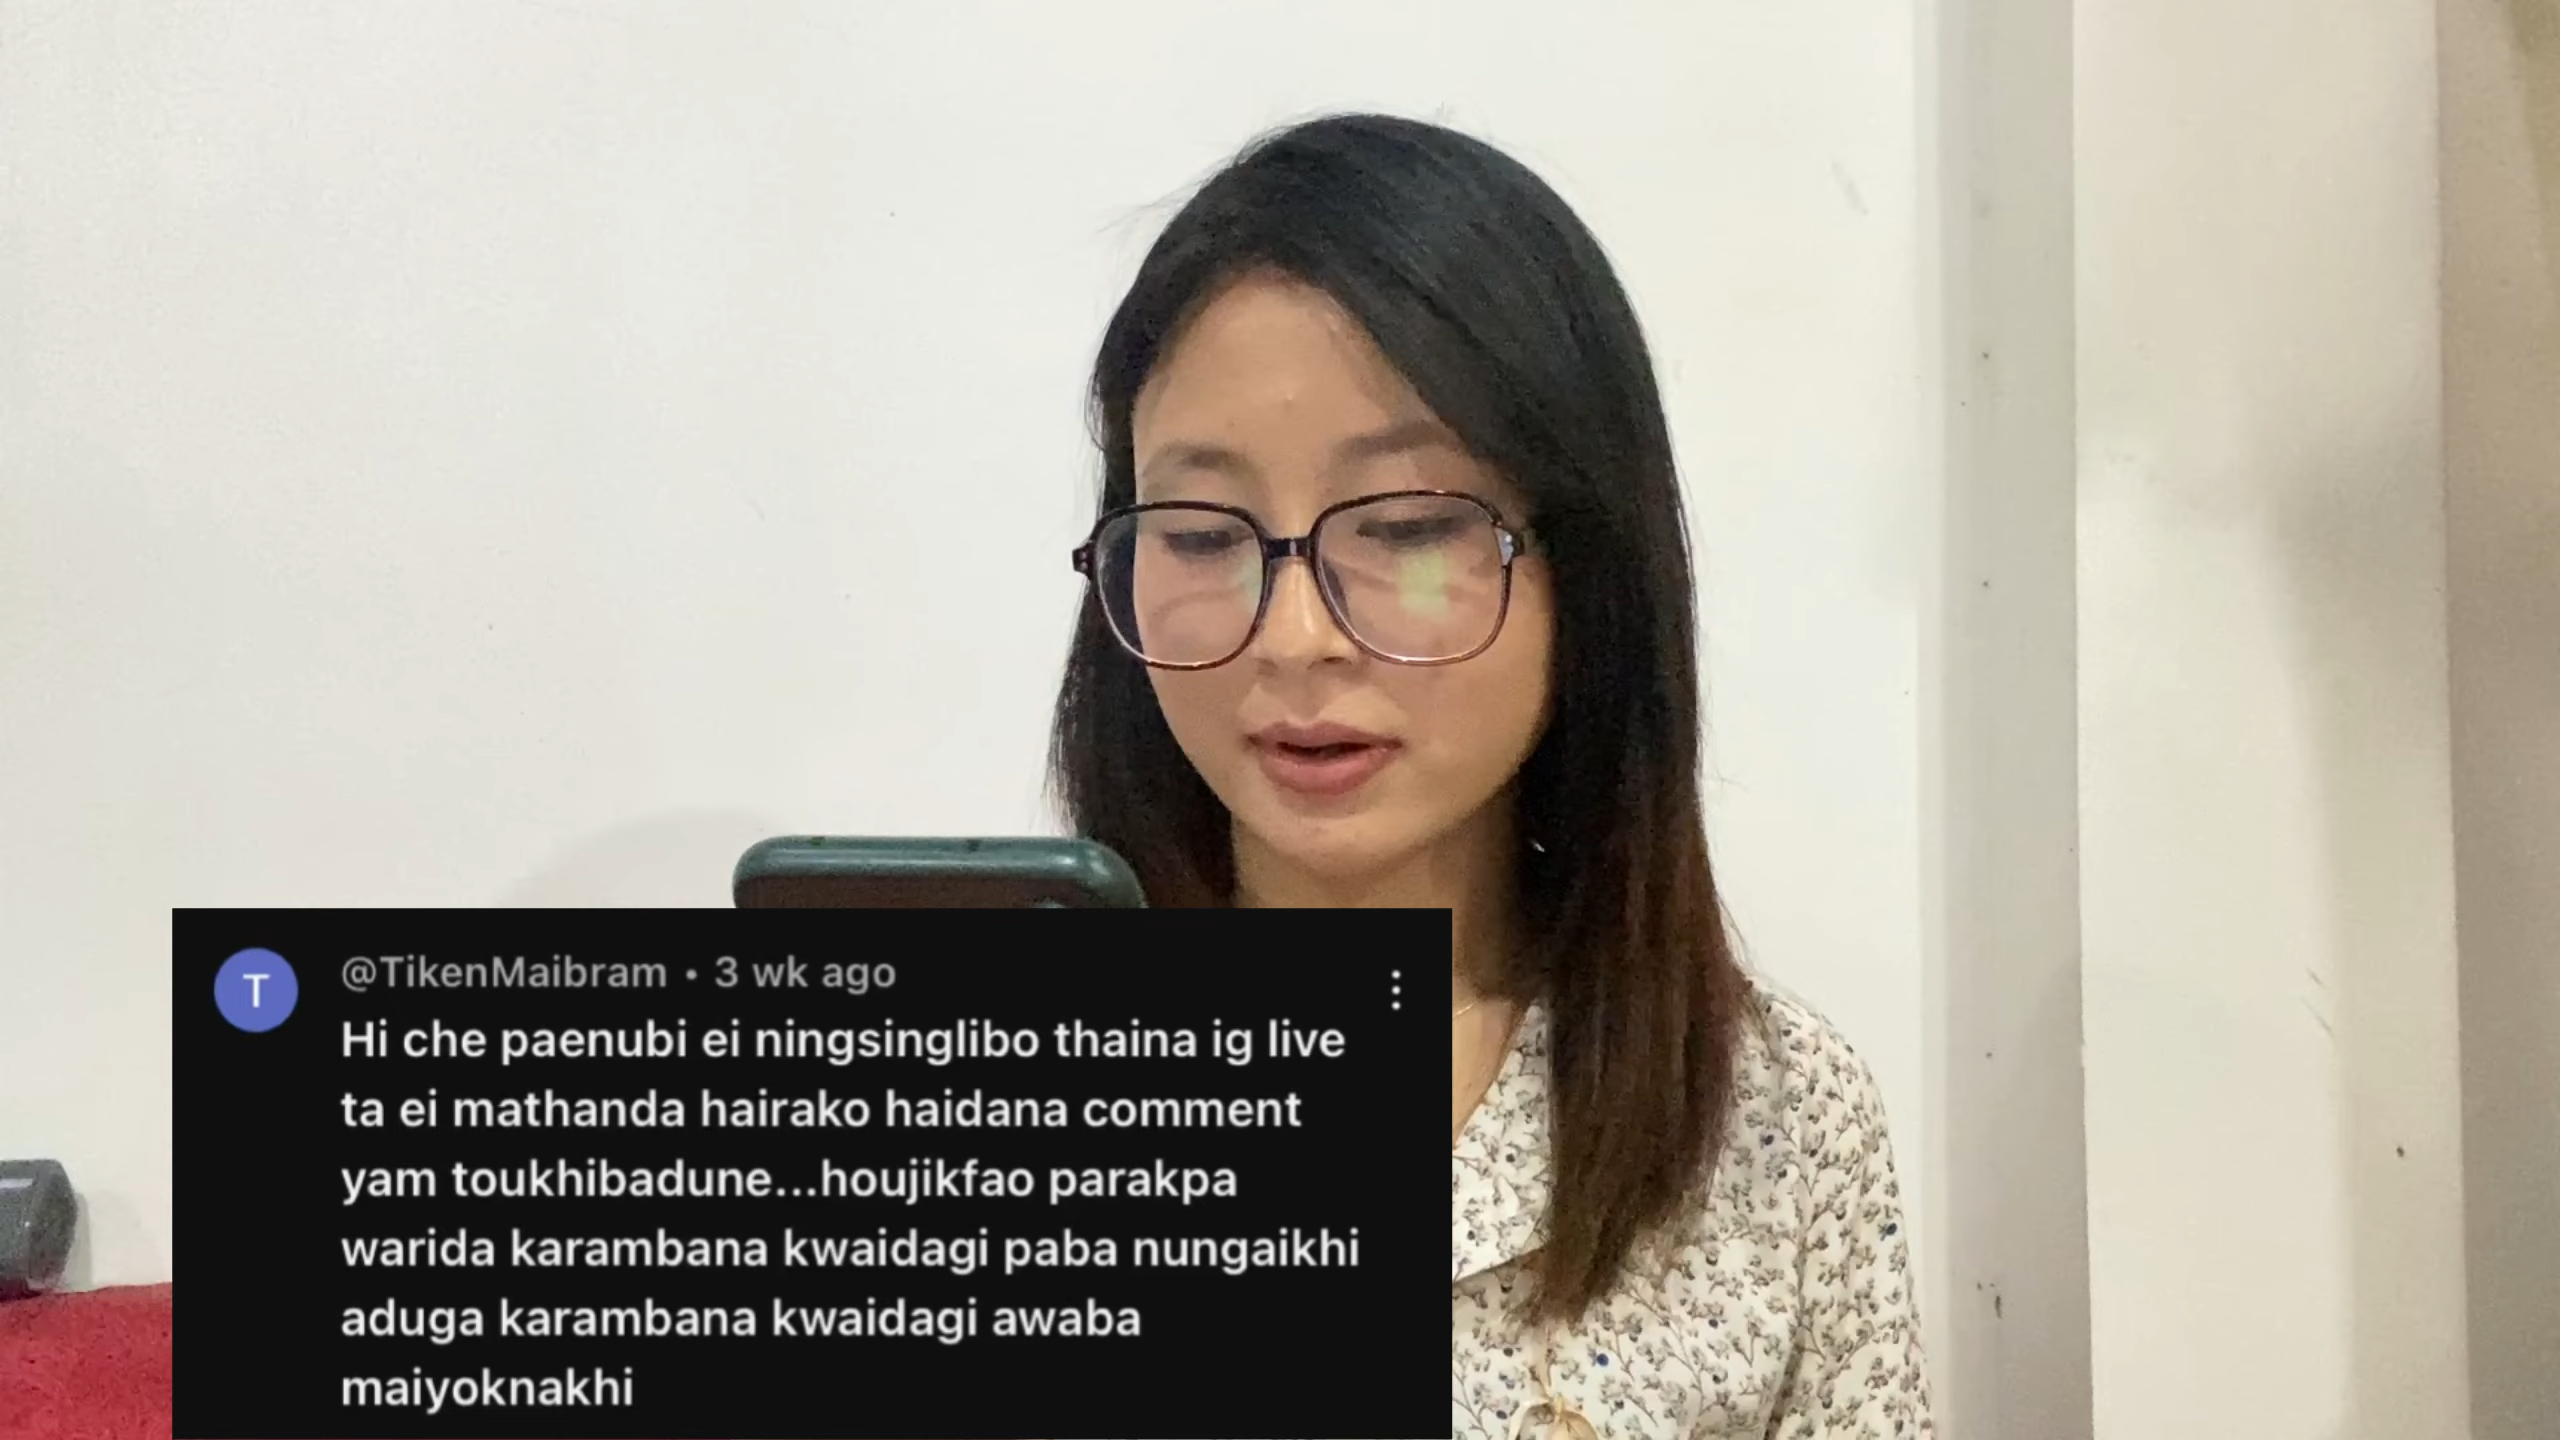 T
@TikenMaibram • 3 wk ago
Hi che paenubi ei ningsinglibo thaina ig live
ta ei mathanda hairako haidana comment
yam toukhibadune...houjikfao parakpa
warida karambana kwaidagi paba nungaikhi
aduga karambana kwaidagi awaba
maiyoknakhi